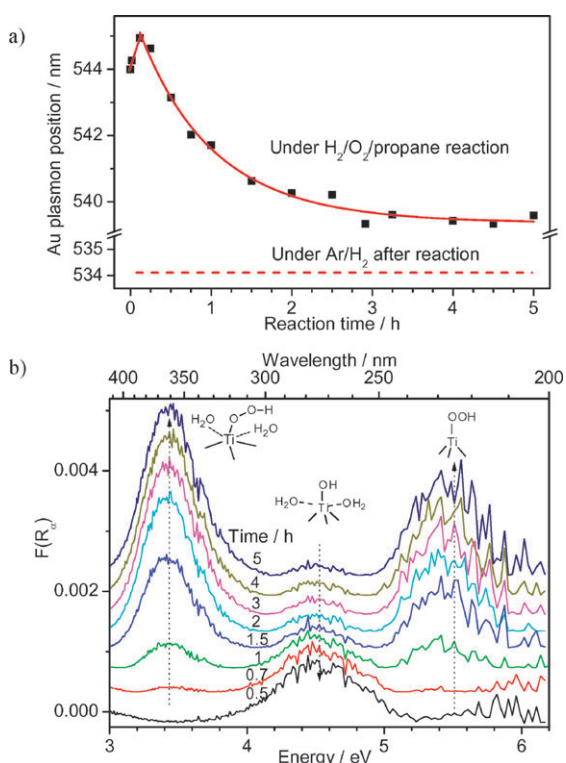 a)
544
542
540
535
534
Au plasmon position / nm
Under H₂/O₂/propane reaction
Under Ar/H₂ after reaction
0 1 2 3 4 5
Reaction time / h
b)
Wavelength / nm
400 350 300 250 200
0.004
0.002
0.000
F(Rα)
O-H
O
H₂O
O
Ti
H₂O
OH
H₂O
Tr
OH₂
OOH
Ti
Time / h
5
4
3
2
1.5
1
0.7
0.5
3 4 5 6
Energy / eV